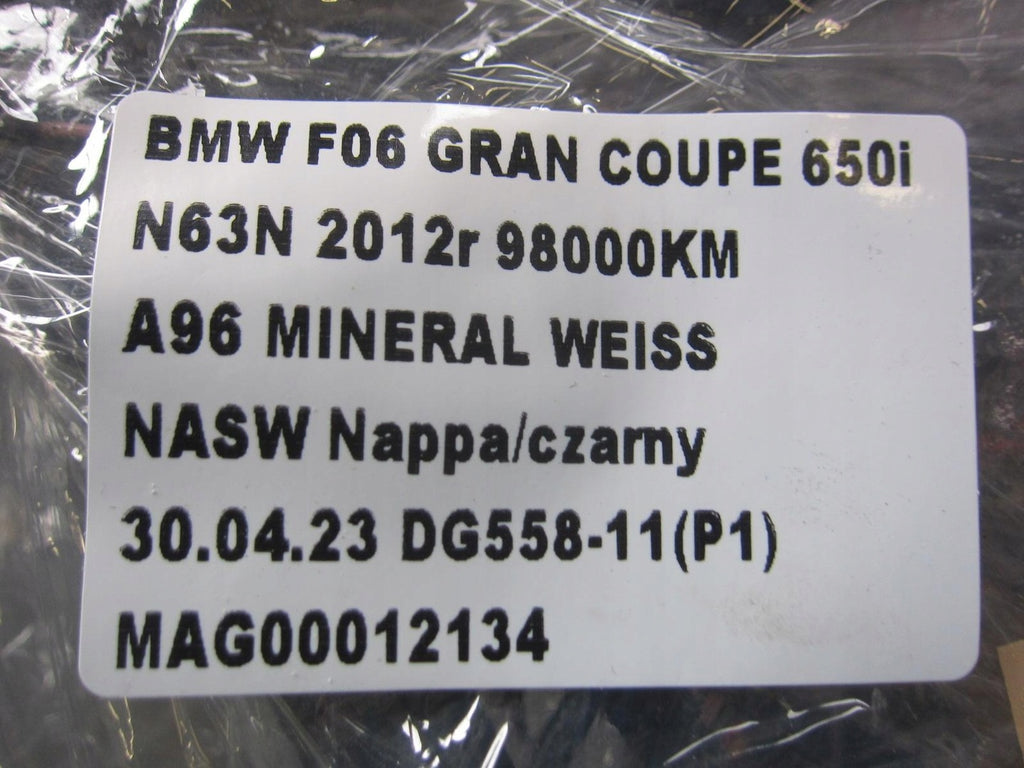 BMW F06 GRAN COUPE 650i
N63N 2012r 98000KM
A96 MINERAL WEISS
NASW Nappa/czarny
30.04.23 DG558-11(P1)
MAG00012134